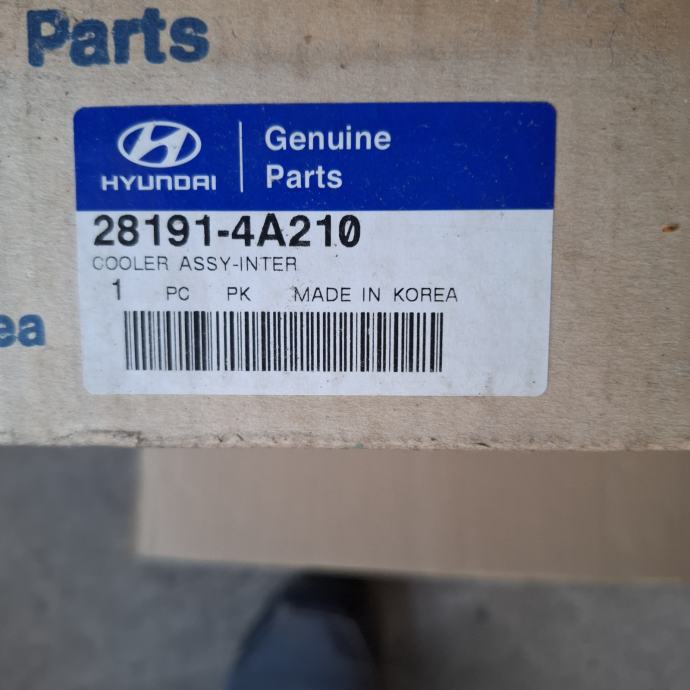 Parts
HYUNDAI
Genuine
Parts
28191-4A210
COOLER ASSY-INTER
1 PC PK MADE IN KOREA
ea